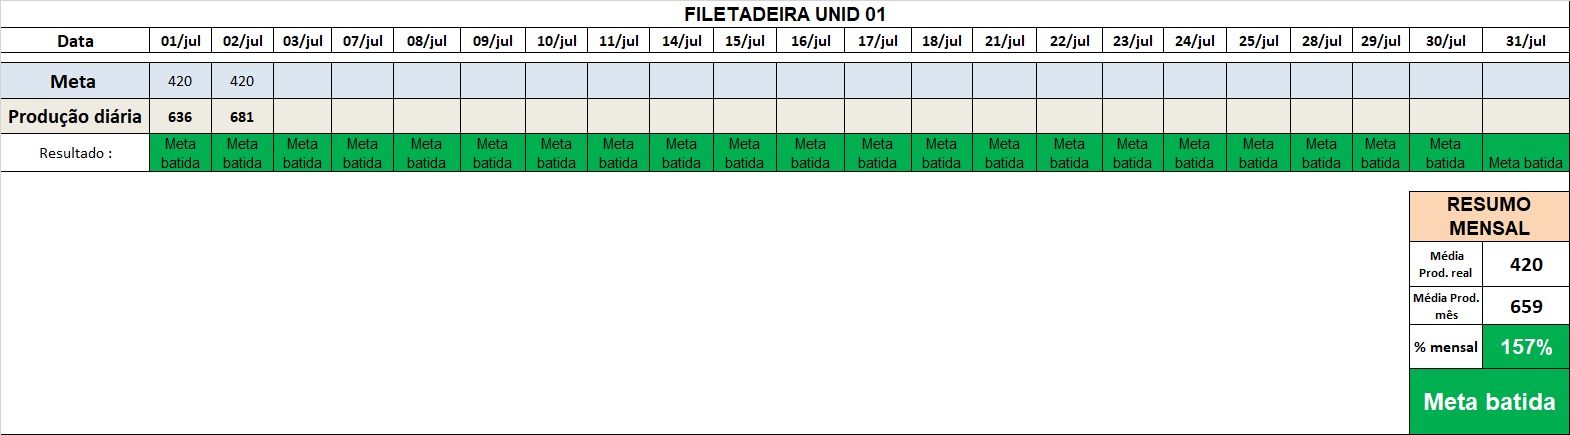 FILETADEIRA UNID 01
Data 01/jul 02/jul 03/jul 07/jul 08/jul 09/jul 10/jul 11/jul 14/jul 15/jul 16/jul 17/jul 18/jul 21/jul 22/jul 23/jul 24/jul 25/jul 28/jul 29/jul 30/jul 31/jul
Meta 420 420
Produção diária 636 681
Resultado : Meta batida Meta batida Meta batida Meta batida Meta batida Meta batida Meta batida Meta batida Meta batida Meta batida Meta batida Meta batida Meta batida Meta batida Meta batida Meta batida Meta batida Meta batida Meta batida Meta batida Meta batida Meta batida
RESUMO
MENSAL
Média
Prod. real 420
Média Prod.
mês 659
% mensal 157%
Meta batida